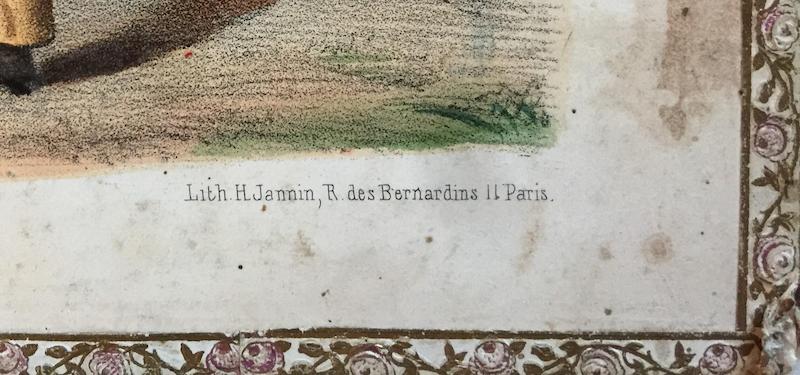 Lith. H. Jannin, R. des Bernardins 11 Paris.